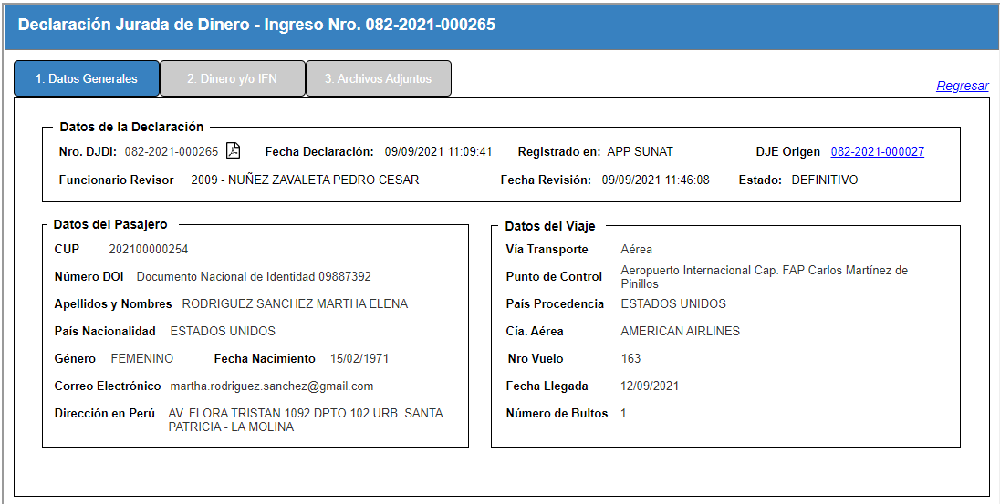 Declaración Jurada de Dinero - Ingreso Nro. 082-2021-000265
1. Datos Generales 2. Dinero y/o IFN 3. Archivos Adjuntos
Regresar
Datos de la Declaración
Nro. DJDI: 082-2021-000265 Fecha Declaración: 09/09/2021 11:09:41 Registrado en: APP SUNAT DJE Origen 082-2021-000027
Funcionario Revisor 2009 - NUÑEZ ZAVALETA PEDRO CESAR Fecha Revisión: 09/09/2021 11:46:08 Estado: DEFINITIVO
Datos del Pasajero
CUP 202100000254
Número DOI Documento Nacional de Identidad 09887392
Apellidos y Nombres RODRIGUEZ SANCHEZ MARTHA ELENA
País Nacionalidad ESTADOS UNIDOS
Género FEMENINO Fecha Nacimiento 15/02/1971
Correo Electrónico martha.rodriguez.sanchez@gmail.com
Dirección en Perú AV. FLORA TRISTAN 1092 DPTO 102 URB. SANTA
PATRICIA - LA MOLINA
Datos del Viaje
Vía Transporte Aérea
Punto de Control Aeropuerto Internacional Cap. FAP Carlos Martínez de
Pinillos
País Procedencia ESTADOS UNIDOS
Cía. Aérea AMERICAN AIRLINES
Nro Vuelo 163
Fecha Llegada 12/09/2021
Número de Bultos 1